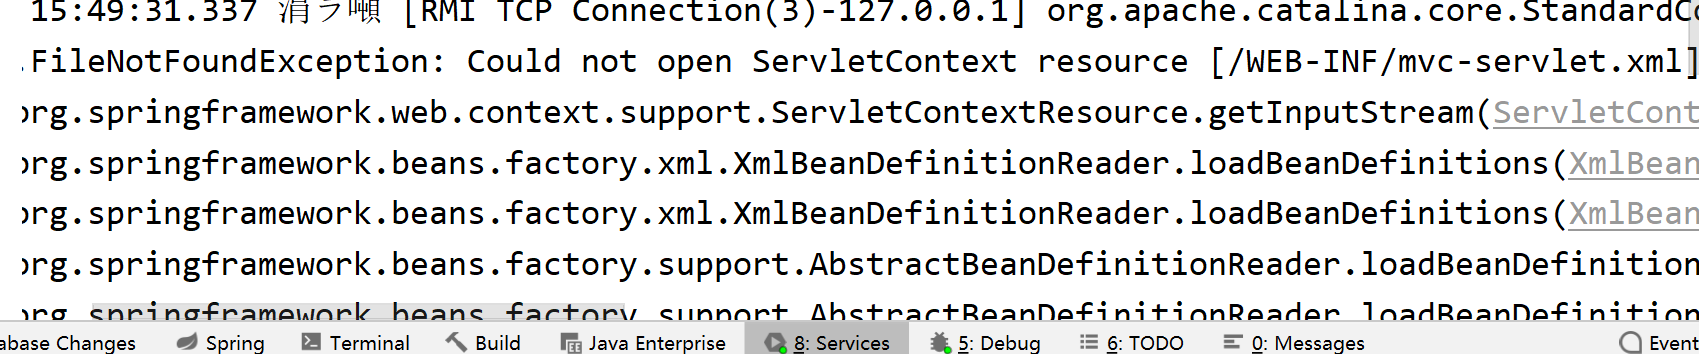 15:49:31.337 涓ラ噸 [RMI TCP Connection(3)-127.0.0.1] org.apache.catalina.core.StandardCo
.FileNotFoundException: Could not open ServletContext resource [/WEB-INF/mvc-servlet.xml]
org.springframework.web.context.support.ServletContextResource.getInputStream(ServletCont
org.springframework.beans.factory.xml.XmlBeanDefinitionReader.loadBeanDefinitions(XmlBean
org.springframework.beans.factory.xml.XmlBeanDefinitionReader.loadBeanDefinitions(XmlBean
org.springframework.beans.factory.support.AbstractBeanDefinitionReader.loadBeanDefinition
org.springframework.beans.factory.support.AbstractBeanDefinitionReader.loadBeanDefinition
abase Changes Spring Terminal Build Java Enterprise 8: Services 5: Debug 6: TODO 0: Messages Event